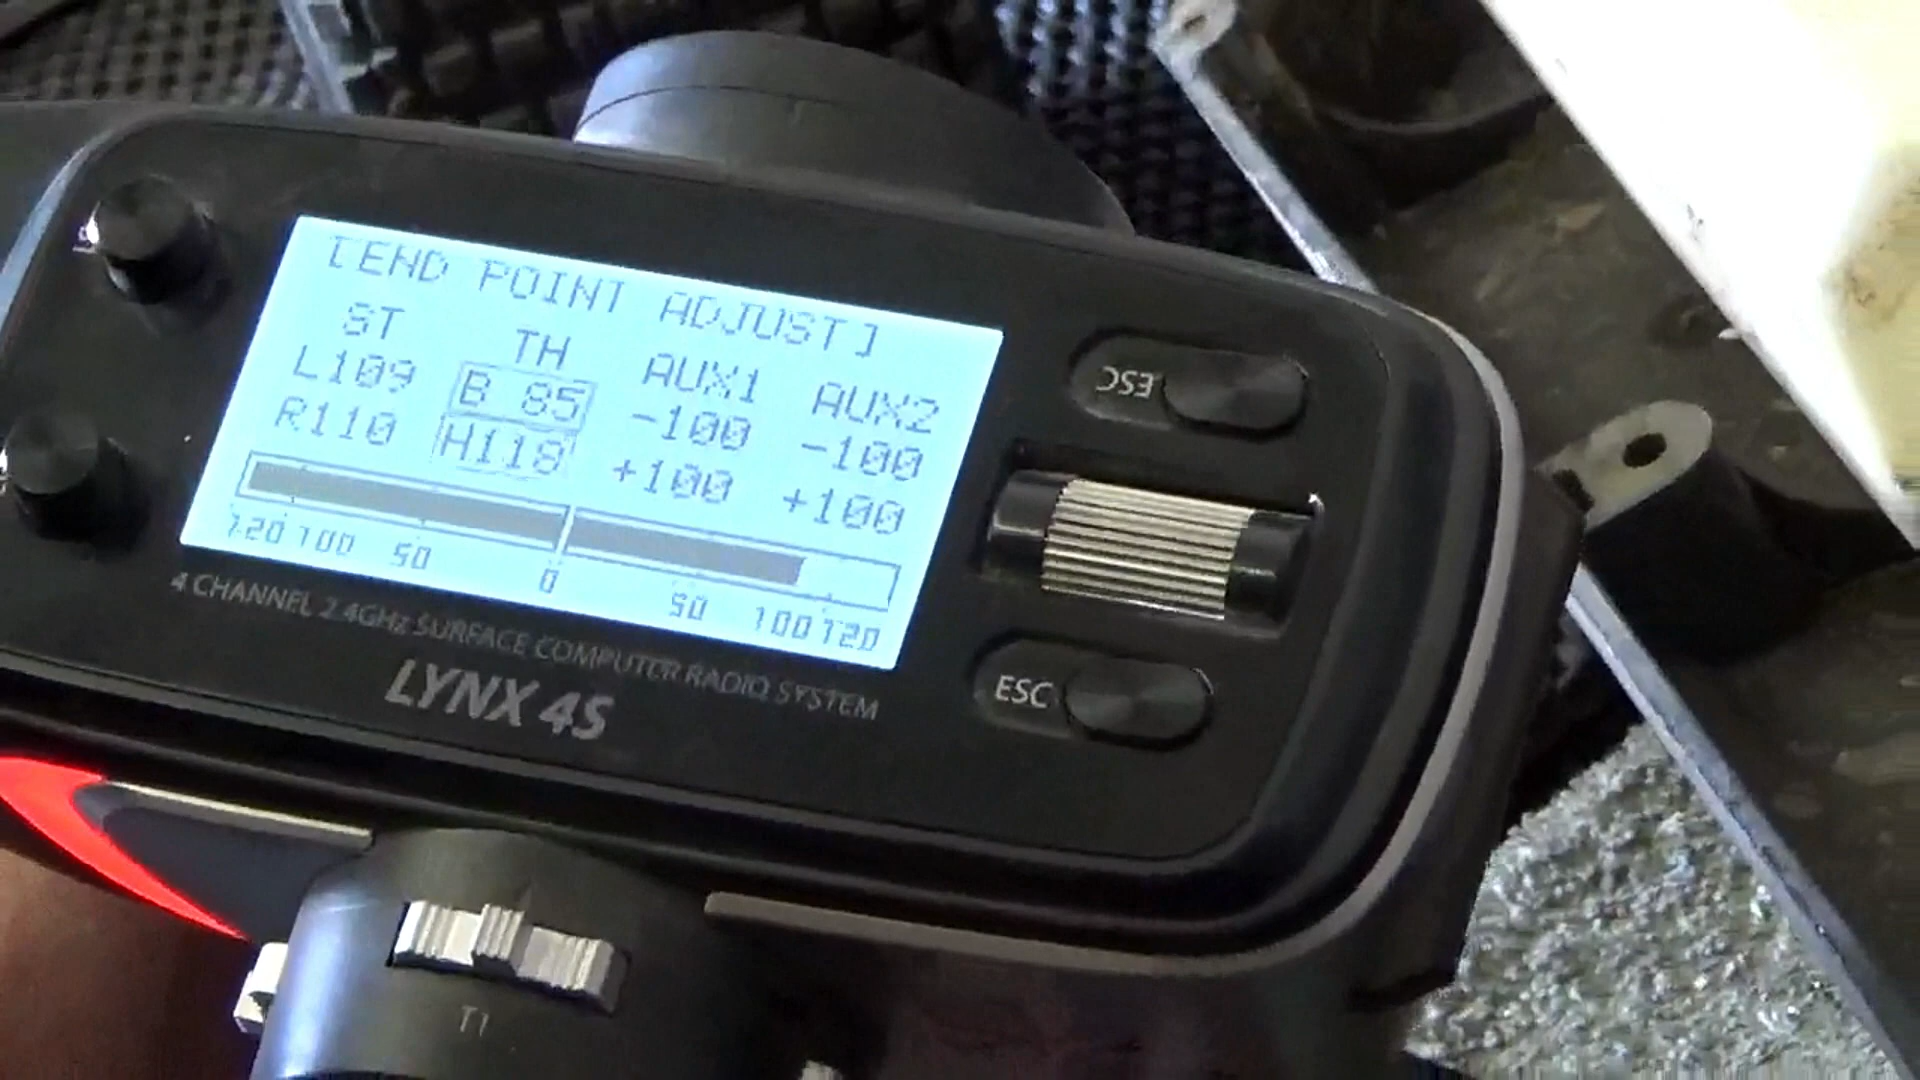 [END POINT ADJUST]
ST TH AUX1 AUX2
L109 B 85 -100 -100
R110 H118 +100 +100
120 100 50 0 50 100 120
4 CHANNEL 2.4GHz SURFACE COMPUTER RADIO SYSTEM
LYNX 4S
ESC
ESC
T1